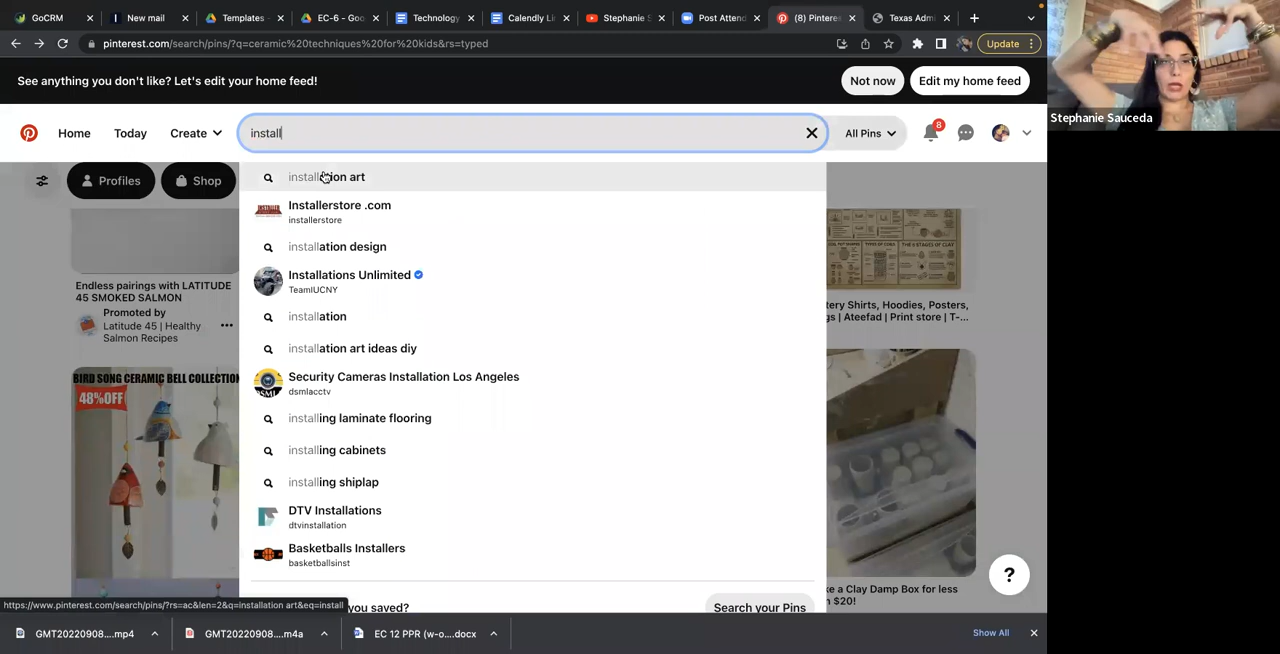 GoCRM
New mail
Templates -
EC-6 - Goo
Technology
Calendly Li
Stephanie S
Post Attend
(8) Pinteres
Texas Admi
pinterest.com/search/pins/?q=ceramic%20techniques%20for%20kids&rs=typed
Update
See anything you don't like? Let's edit your home feed!
Not now
Edit my home feed
Home
Today
Create
install
All Pins
8
Stephanie Sauceda
Profiles
Shop
installation art
Installerstore .com
installerstore
installation design
Installations Unlimited
TeamIUCNY
installation
installation art ideas diy
Security Cameras Installation Los Angeles
dsmlacctv
installing laminate flooring
installing cabinets
installing shiplap
DTV Installations
dtvinstallation
Basketballs Installers
basketballsinst
you saved?
Search your Pins
Endless pairings with LATITUDE
45 SMOKED SALMON
Promoted by
Latitude 45 | Healthy
Salmon Recipes
BIRD SONG CERAMIC BELL COLLECTION
48%OFF
tery Shirts, Hoodies, Posters,
gs | Ateefad | Print store | T-...
ke a Clay Damp Box for less
n $20!
?
https://www.pinterest.com/search/pins/?rs=ac&len=2&q=installation art&eq=install
GMT20220908....mp4
GMT20220908....m4a
EC 12 PPR (w-o....docx
Show All